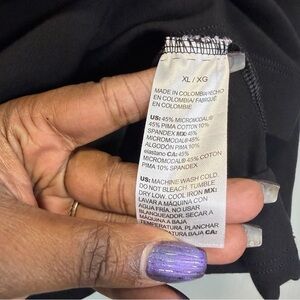 XL / XG
MADE IN COLOMBIA/HECHO
EN COLOMBIA/ FABRIQUÉ
EN COLOMBIE
US: 45% MICROMODAL®
45% PIMA COTTON 10%
SPANDEX MX: 45%
MICROMODAL® 45%
ALGODÓN PIMA 10%
elastano CA: 45%
MICROMODAL® 45% COTON
PIMA 10% SPANDEX
US: MACHINE WASH COLD.
DO NOT BLEACH. TUMBLE
DRY LOW. COOL IRON MX:
LAVAR A MÁQUINA CON
AGUA FRÍA. NO USAR
BLANQUEADOR. SECAR A
TEMPERATURA. PLANCHAR
TURA BAJA CA: